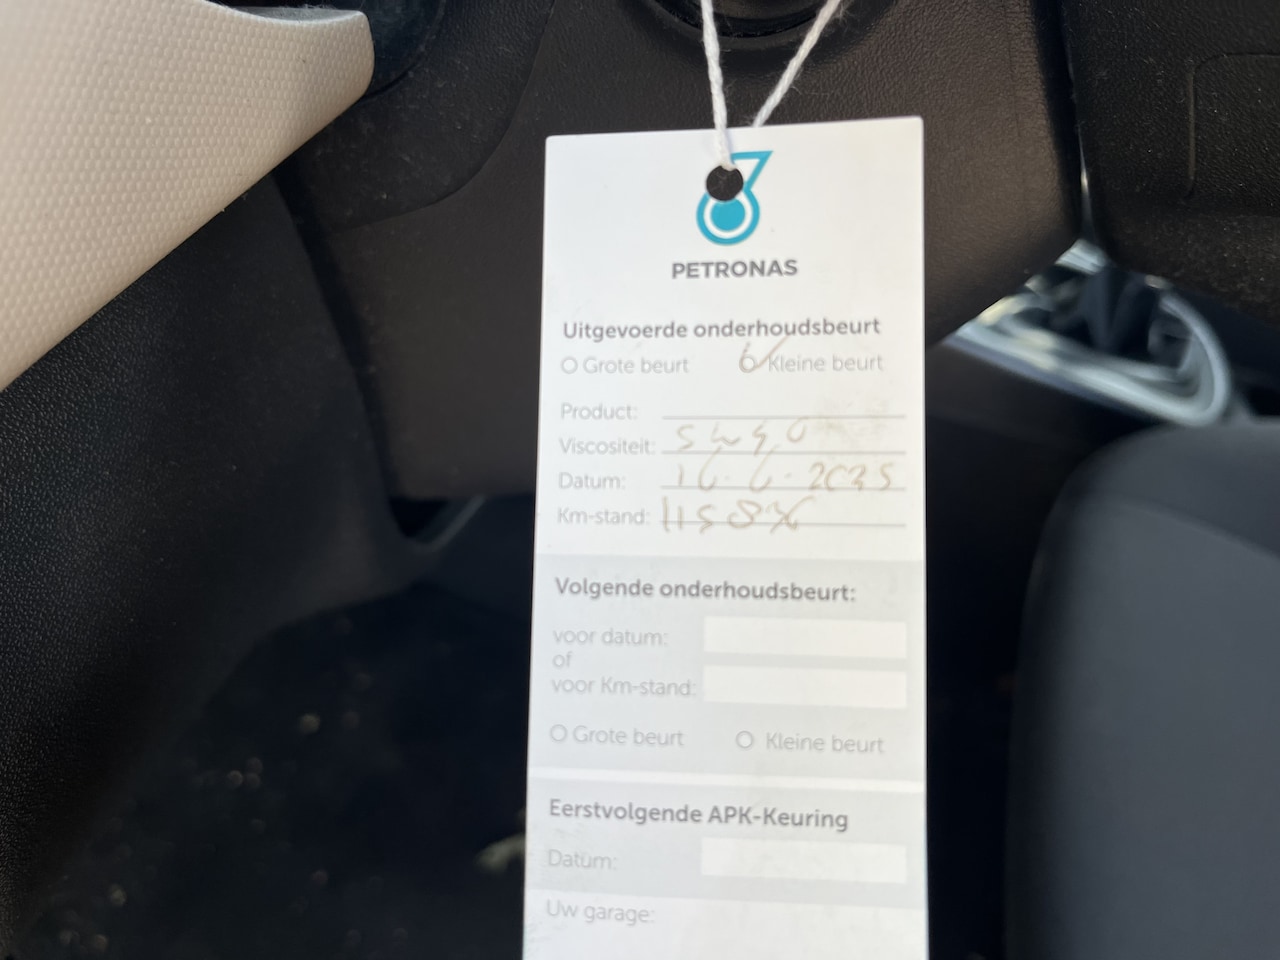 PETRONAS
Uitgevoerde onderhoudsbeurt
Grote beurt Kleine beurt
Product:
Viscositeit: 5W40
Datum: 16-6-2025
Km-stand:
Volgende onderhoudsbeurt:
voor datum:
of
voor Km-stand:
Grote beurt Kleine beurt
Eerstvolgende APK-Keuring
Datum:
Uw garage: